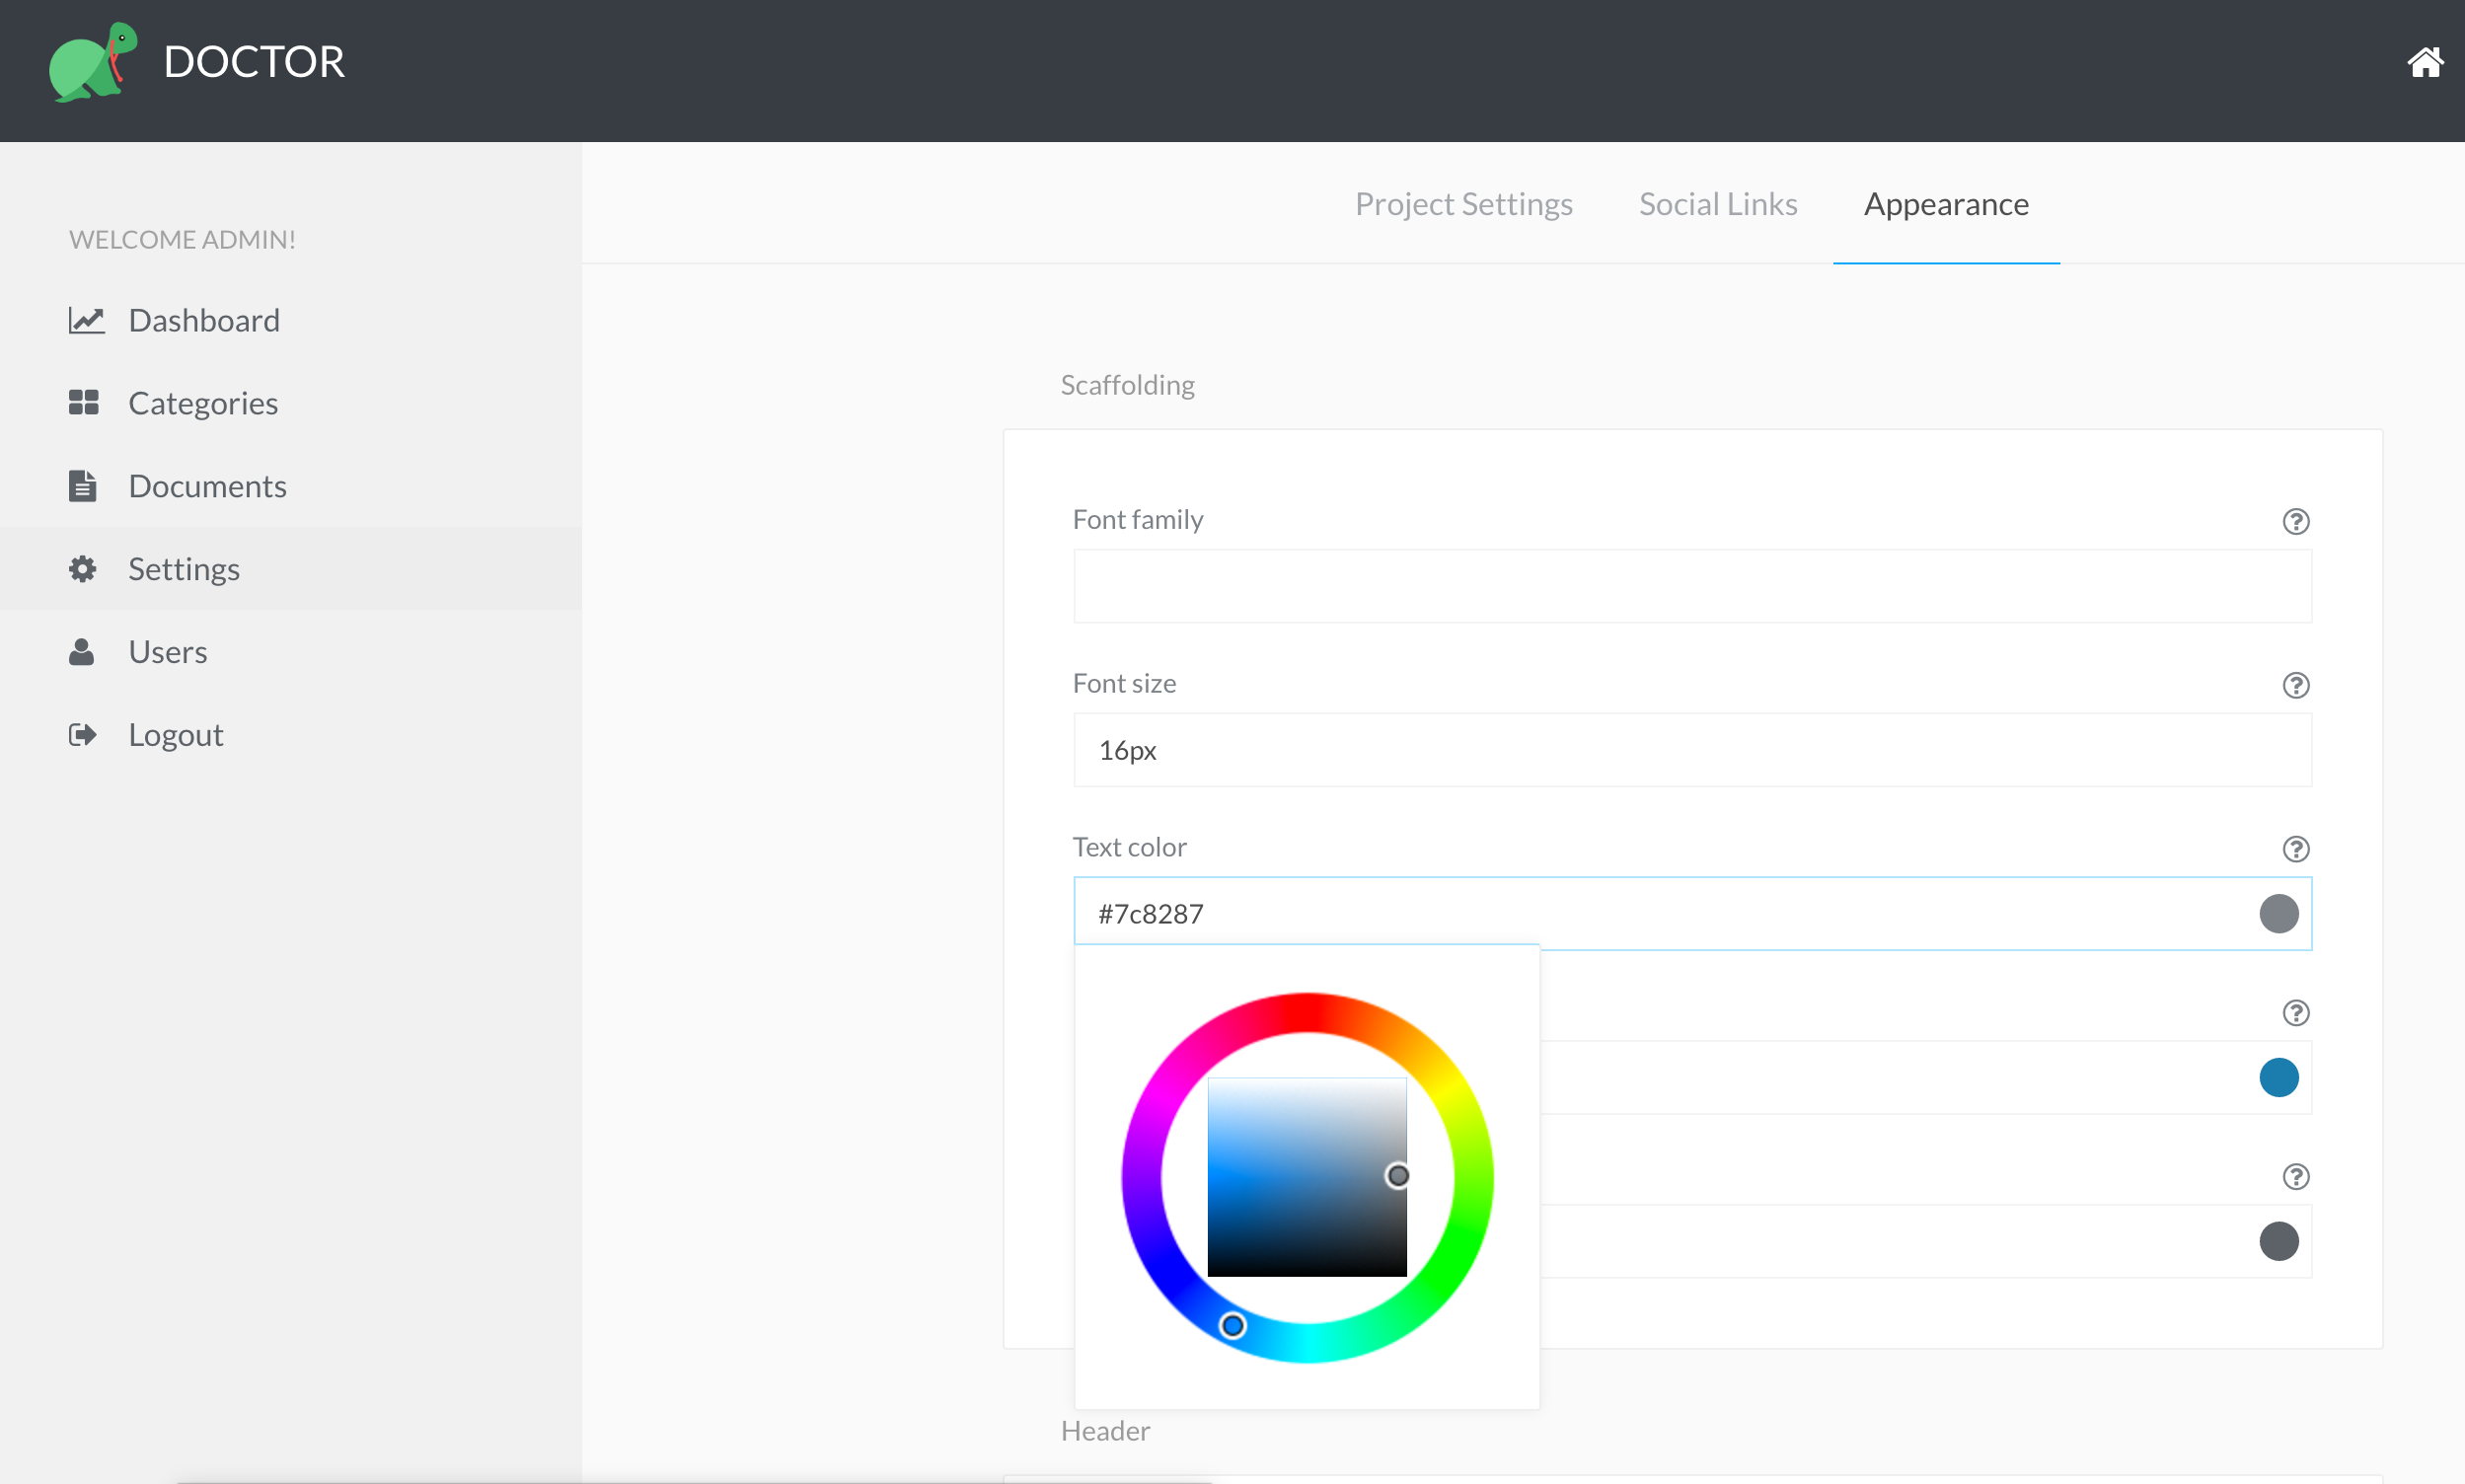 DOCTOR
WELCOME ADMIN!
Dashboard
Categories
Documents
Settings
Users
Logout
Project Settings
Social Links
Appearance
Scaffolding
Font family
Font size
16px
Text color
#7c8287
Header